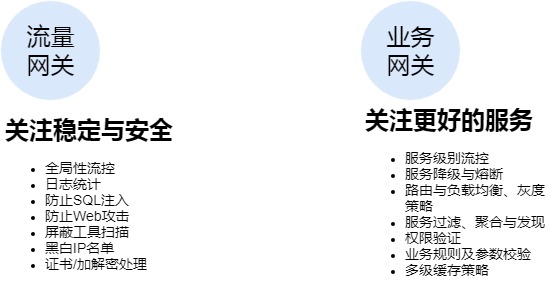 流量
网关
关注稳定与安全
全局性流控
日志统计
防止SQL注入
防止Web攻击
屏蔽工具扫描
黑白IP名单
证书/加解密处理
业务
网关
关注更好的服务
服务级别流控
服务降级与熔断
路由与负载均衡、灰度
策略
服务过滤、聚合与发现
权限验证
业务规则及参数校验
多级缓存策略